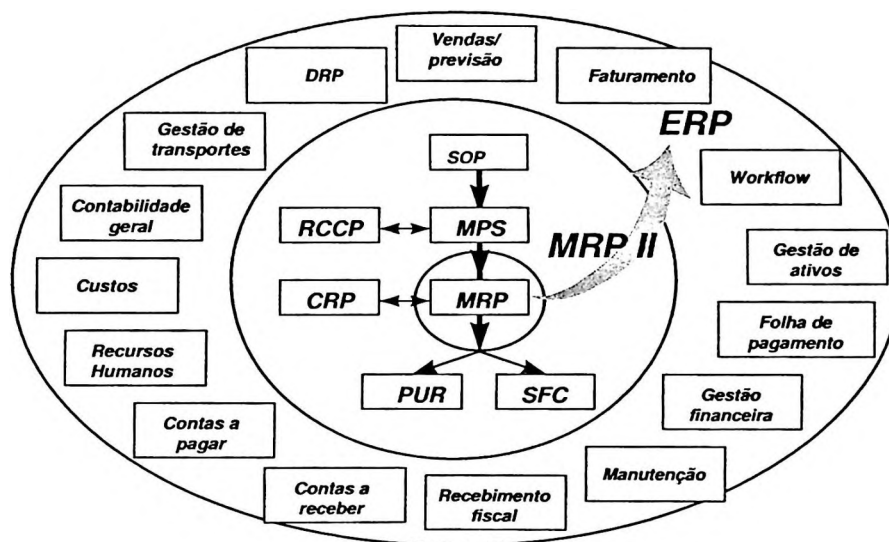 Vendas/
previsão
DRP
Faturamento
ERP
Gestão de
transportes
SOP
Workflow
Contabilidade
geral
RCCP
MPS
MRP II
Gestão de
ativos
Custos
CRP
MRP
Folha de
pagamento
Recursos
Humanos
PUR
SFC
Gestão
financeira
Contas a
pagar
Manutenção
Contas a
receber
Recebimento
fiscal